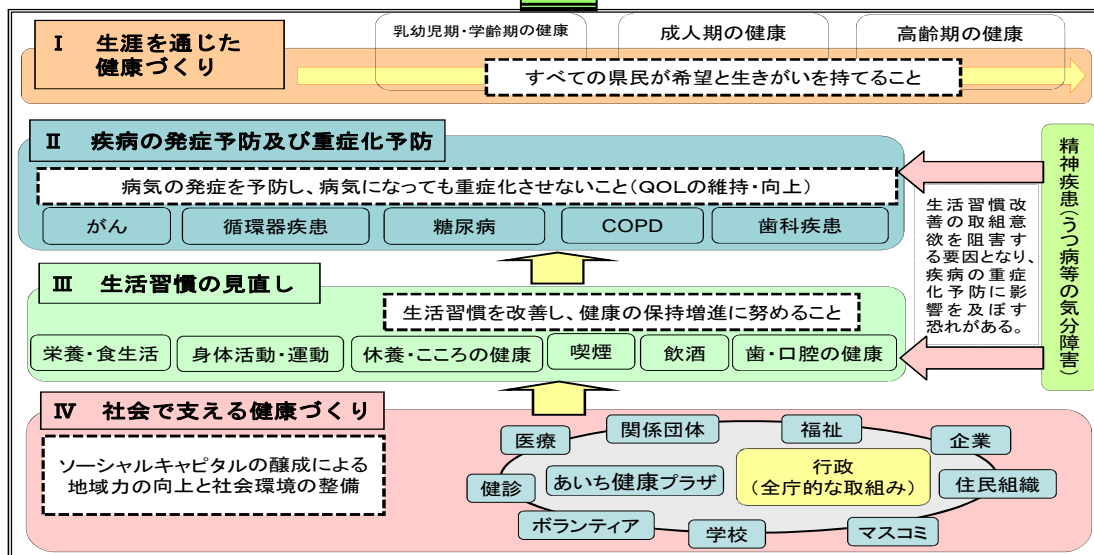 Ⅰ 生涯を通じた
健康づくり
乳幼児期・学齢期の健康
成人期の健康
高齢期の健康
すべての県民が希望と生きがいを持てること
Ⅱ 疾病の発症予防及び重症化予防
病気の発症を予防し、病気になっても重症化させないこと(QOLの維持・向上)
がん
循環器疾患
糖尿病
COPD
歯科疾患
精神疾患(うつ病等の気分障害)
生活習慣改
善の取組意
欲を阻害す
る要因となり、
疾病の重症
化予防に影
響を及ぼす
恐れがある。
Ⅲ 生活習慣の見直し
生活習慣を改善し、健康の保持増進に努めること
栄養・食生活
身体活動・運動
休養・こころの健康
喫煙
飲酒
歯・口腔の健康
Ⅳ 社会で支える健康づくり
ソーシャルキャピタルの醸成による
地域力の向上と社会環境の整備
医療
関係団体
福祉
企業
健診
あいち健康プラザ
行政
(全庁的な取組み)
住民組織
ボランティア
学校
マスコミ